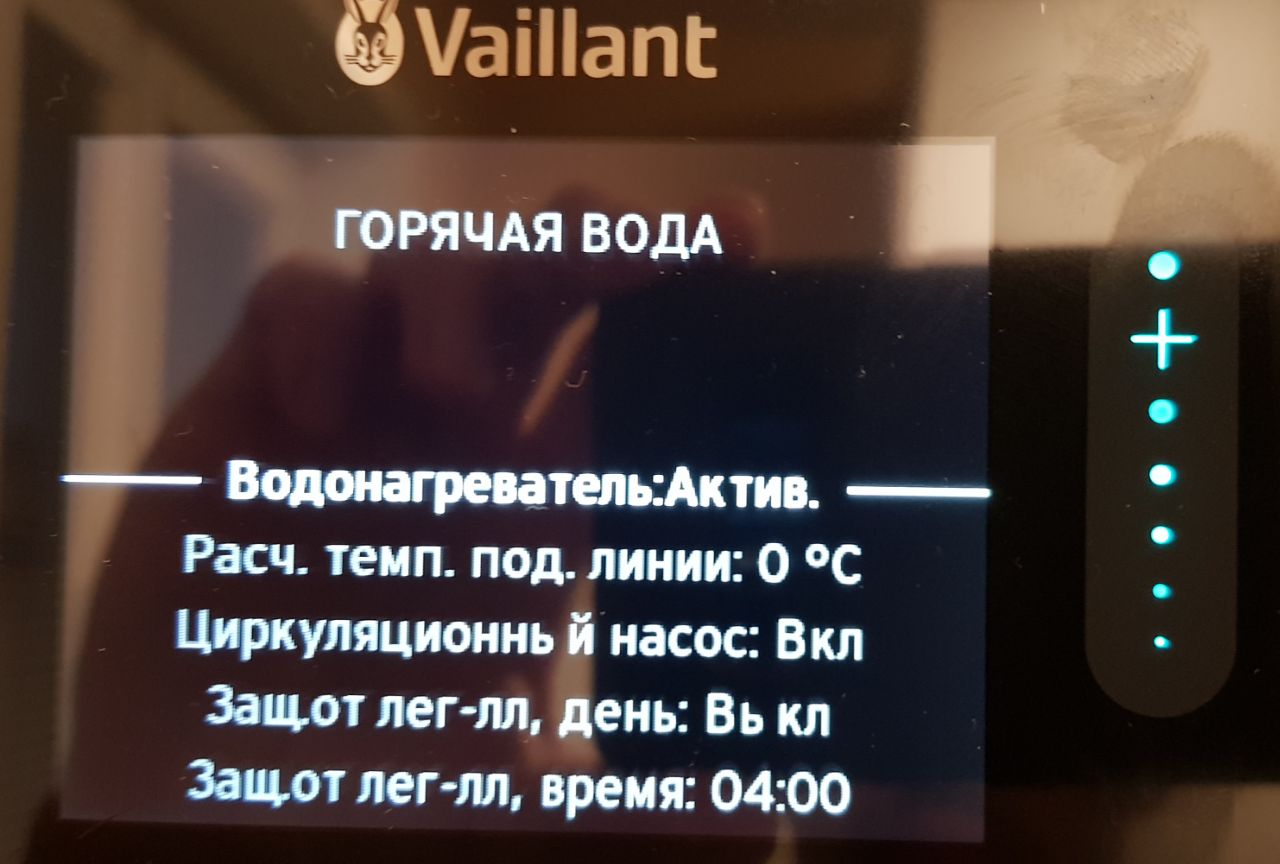 Vaillant
ГОРЯЧАЯ ВОДА
Водонагреватель:Актив.
Расч. темп. под. линии: 0 °C
Циркуляционнь й насос: Вкл
Защ.от лег-лл, день: Вь кл
Защ.от лег-лл, время: 04:00